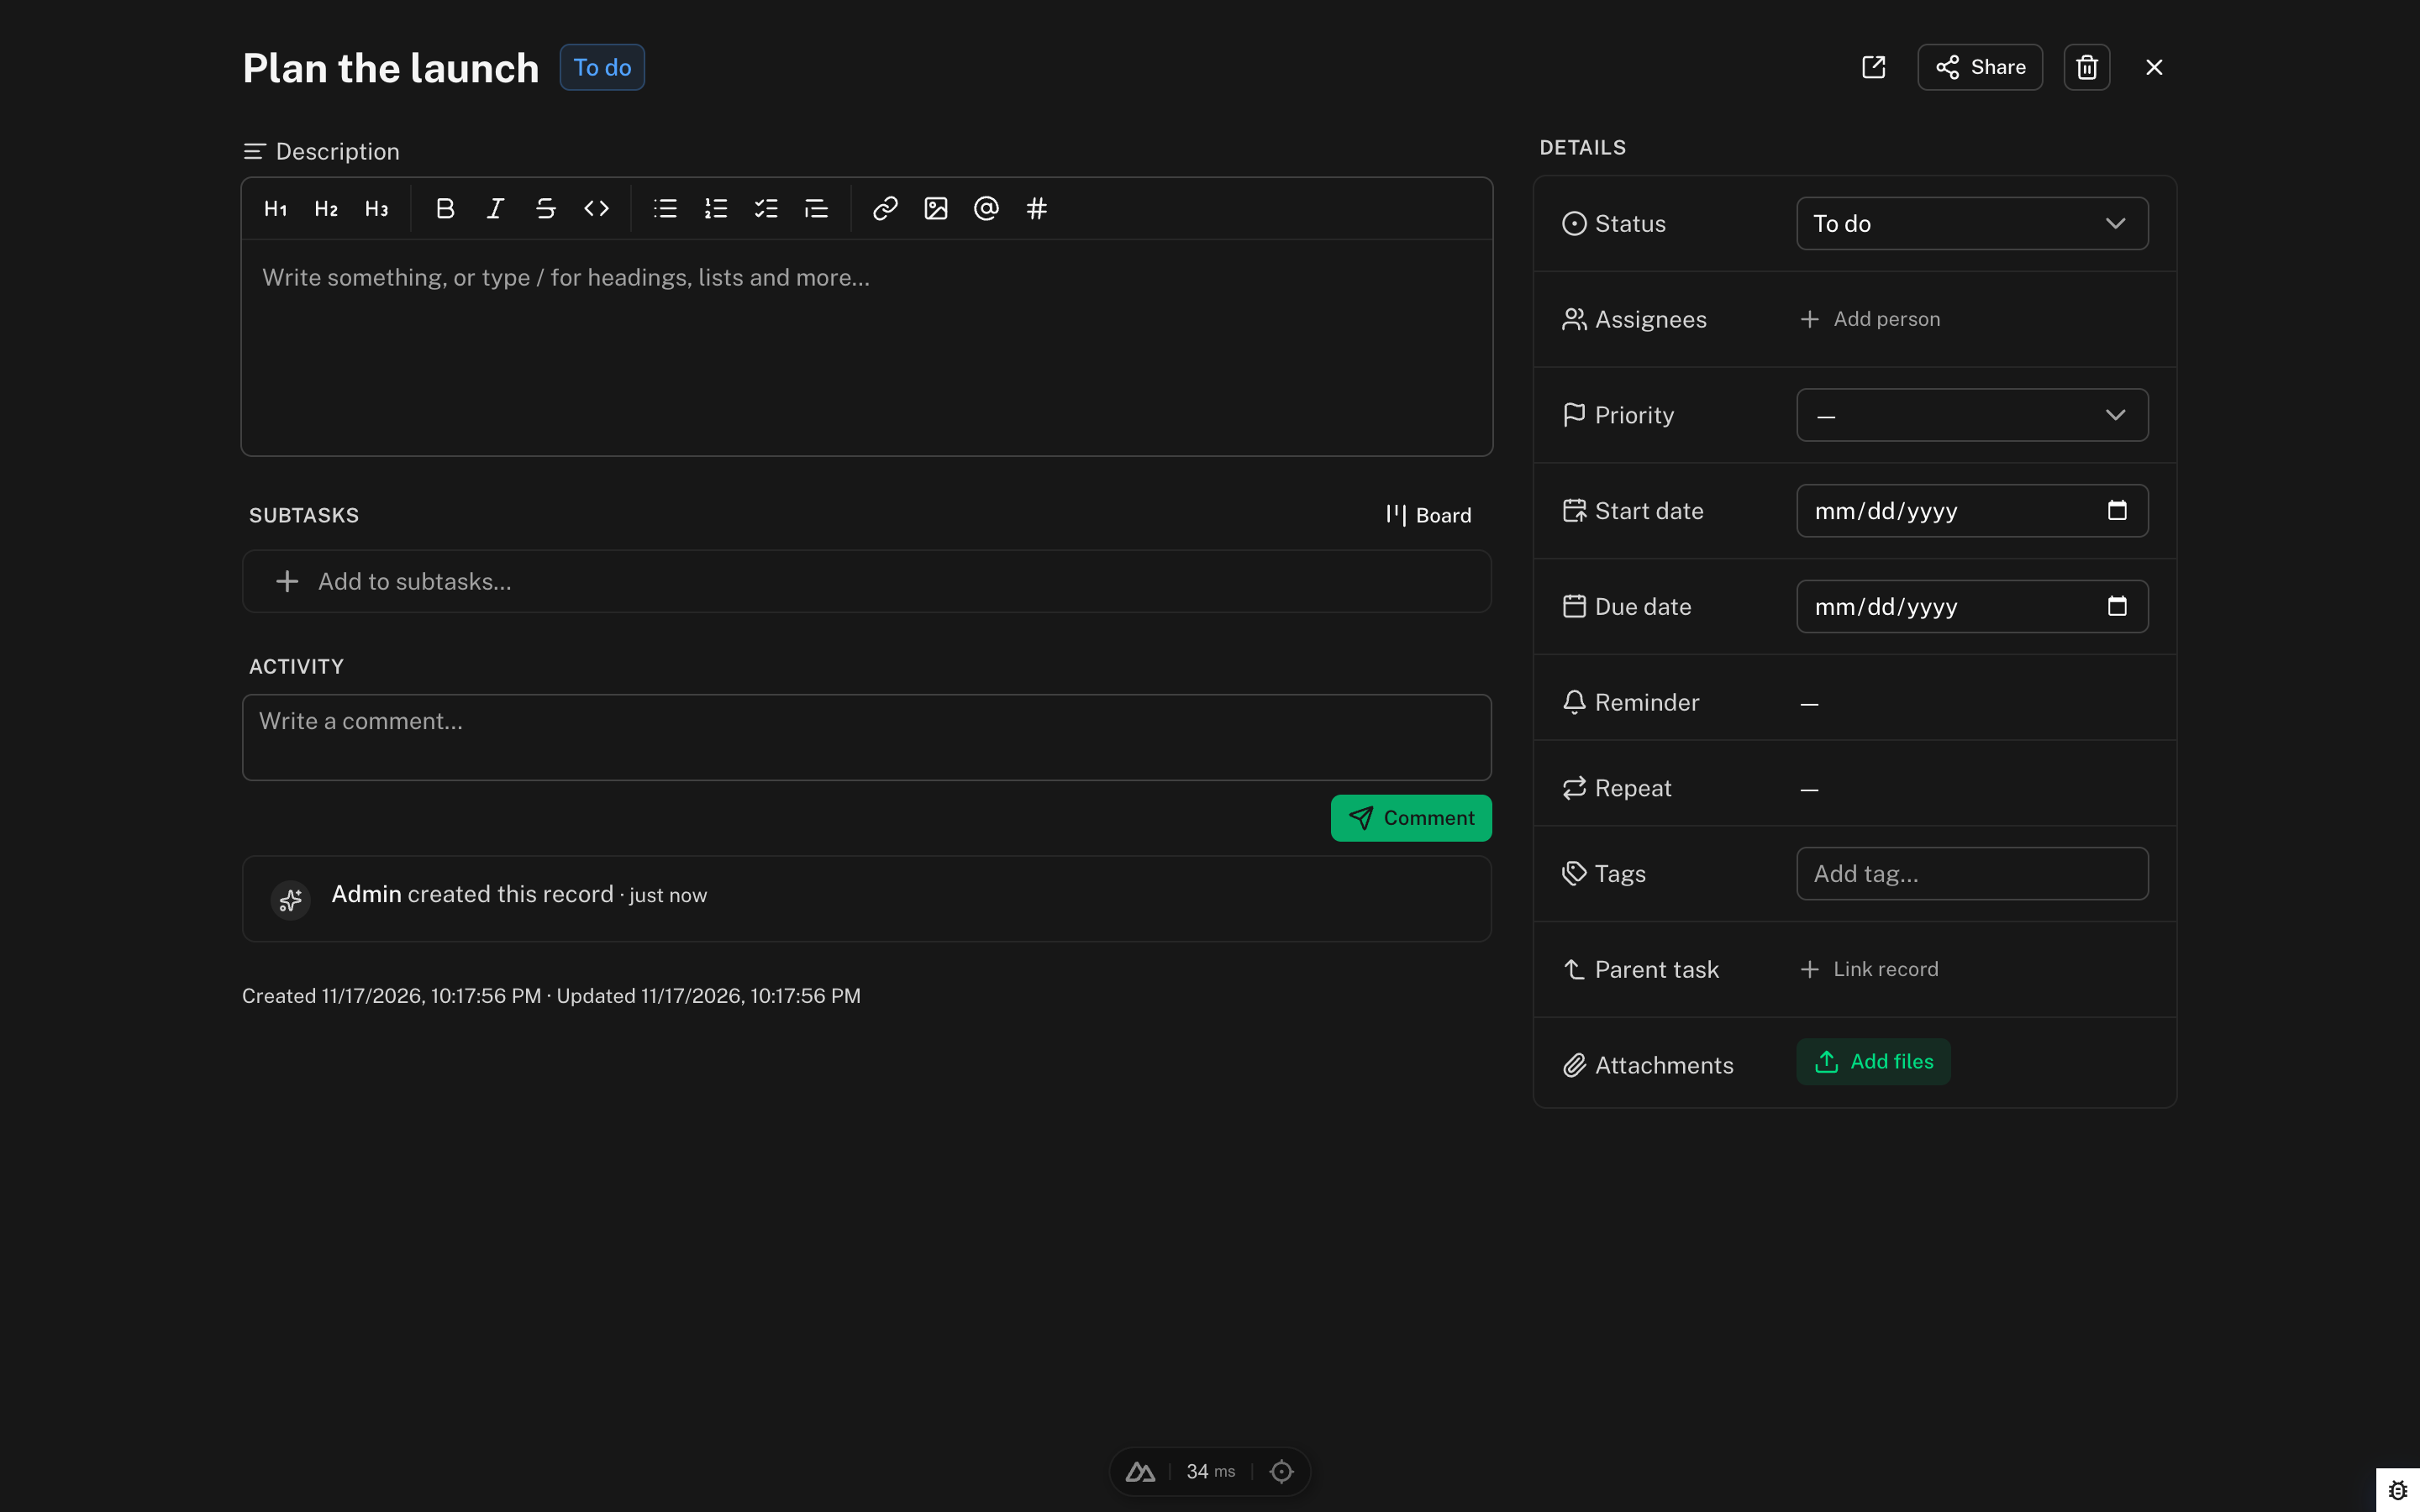 Plan the launch
To do
Share
Description
H1 H2 H3
Write something, or type / for headings, lists and more...
SUBTASKS
Board
Add to subtasks...
ACTIVITY
Write a comment...
Comment
Admin created this record · just now
Created 11/17/2026, 10:17:56 PM · Updated 11/17/2026, 10:17:56 PM
DETAILS
Status
To do
Assignees
Add person
Priority
—
Start date
mm/dd/yyyy
Due date
mm/dd/yyyy
Reminder
—
Repeat
—
Tags
Add tag...
Parent task
Link record
Attachments
Add files
34 ms